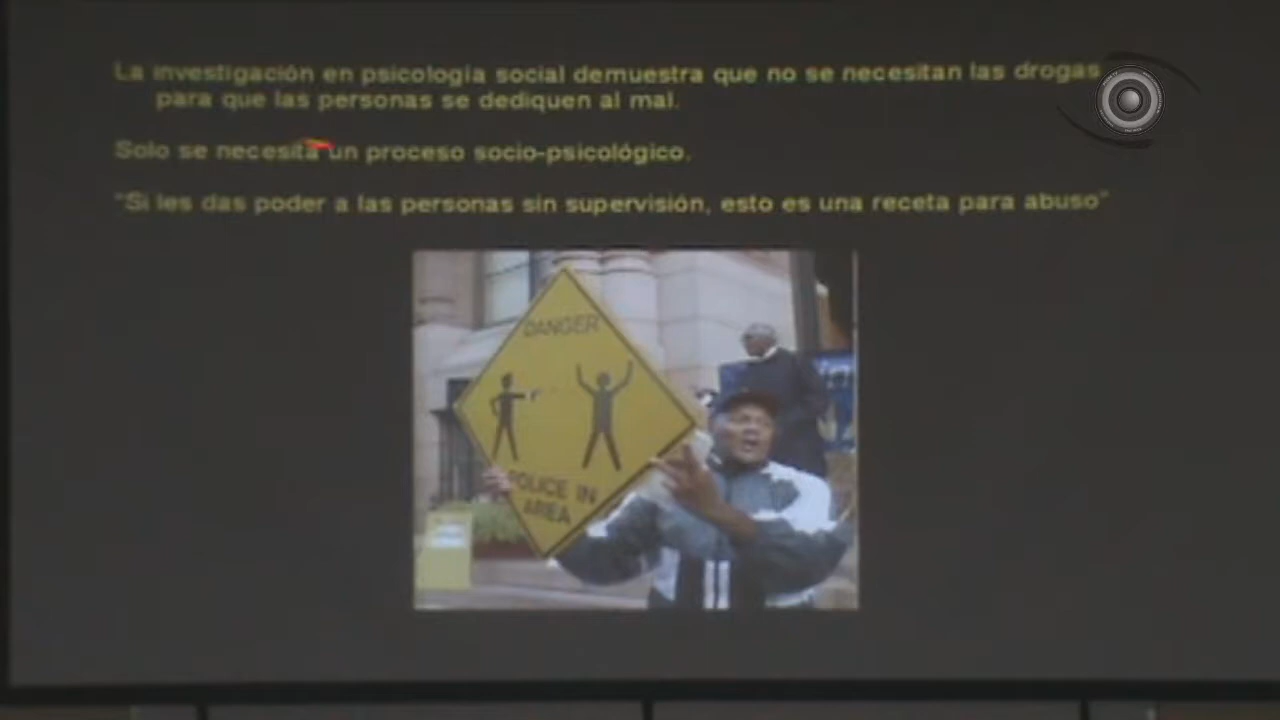 La investigación en psicología social demuestra que no se necesitan las drogas
para que las personas se dediquen al mal.
Solo se necesita un proceso socio-psicológico.
"Si les das poder a las personas sin supervisión, esto es una receta para abuso"
DANGER
POLICE IN
AREA